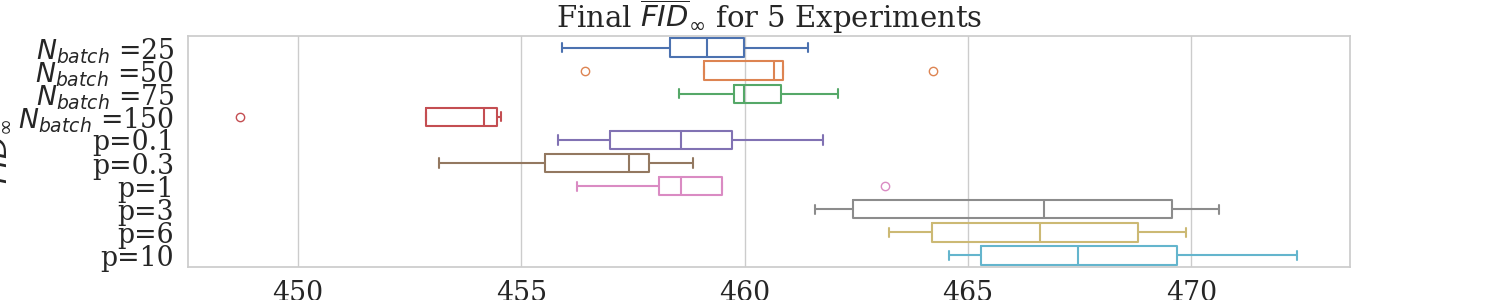 Final $\overline{FID}_\infty$ for 5 Experiments
$N_{batch}$ =25
$N_{batch}$ =50
$N_{batch}$ =75
$N_{batch}$ =150
p=0.1
p=0.3
p=1
p=3
p=6
p=10
450 455 460 465 470